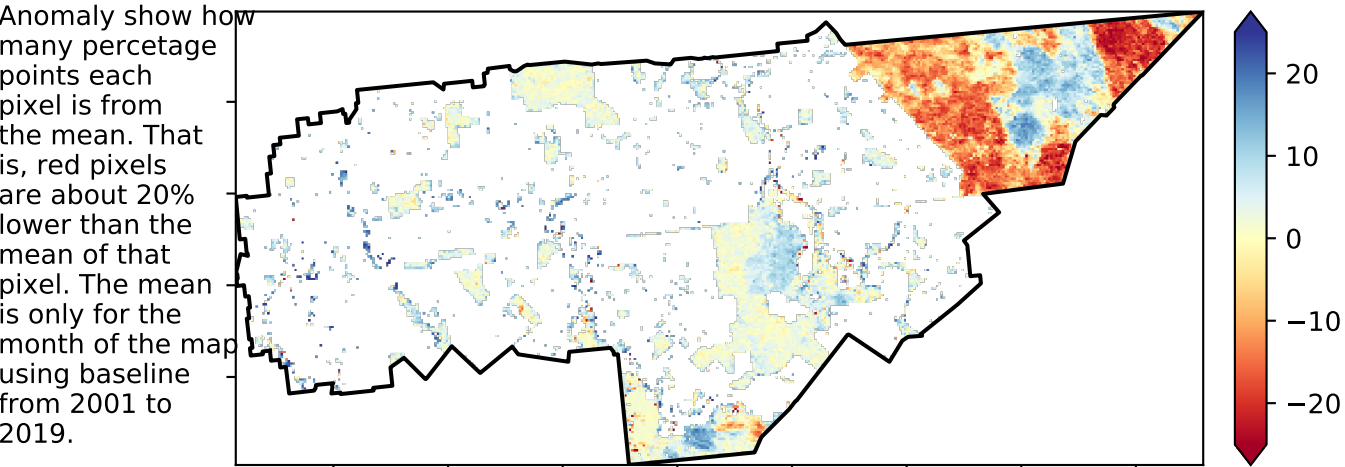 Anomaly show how
many percetage
points each
pixel is from
the mean. That
is, red pixels
are about 20%
lower than the
mean of that
pixel. The mean
is only for the
month of the map
using baseline
from 2001 to
2019.
20
10
0
−10
−20